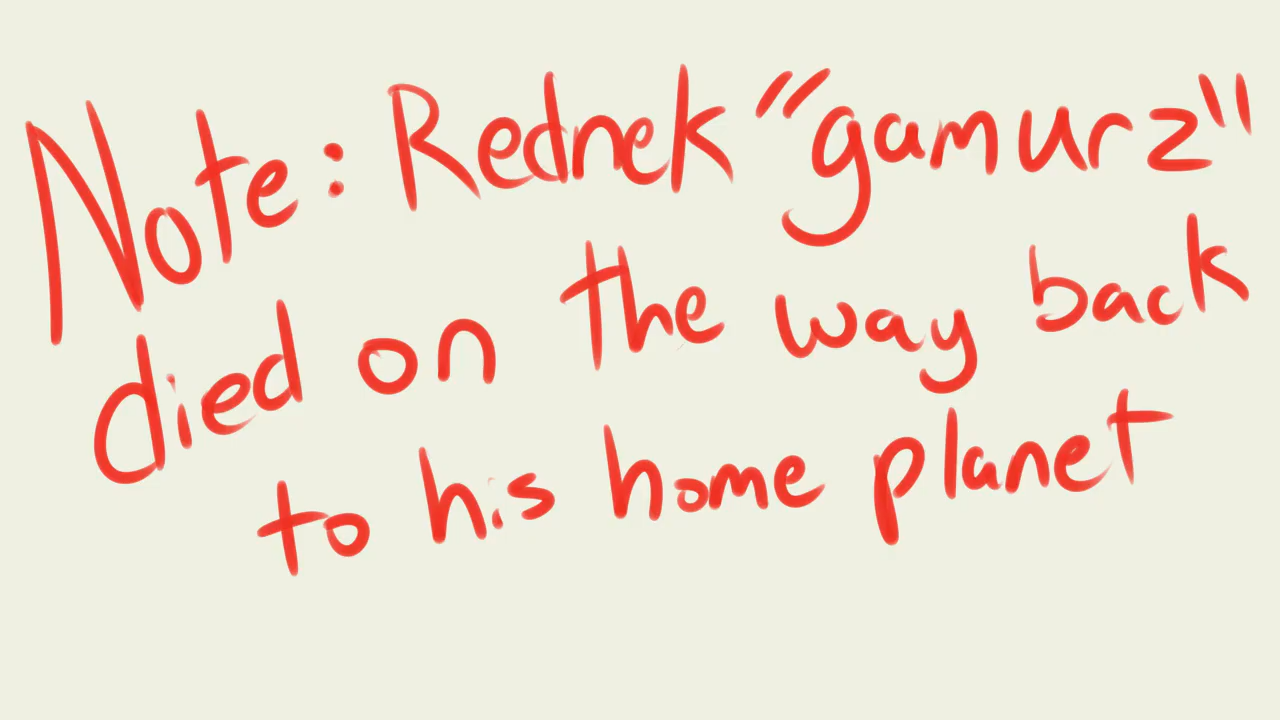 Note: Rednek "gamurz"
died on the way back
to his home planet